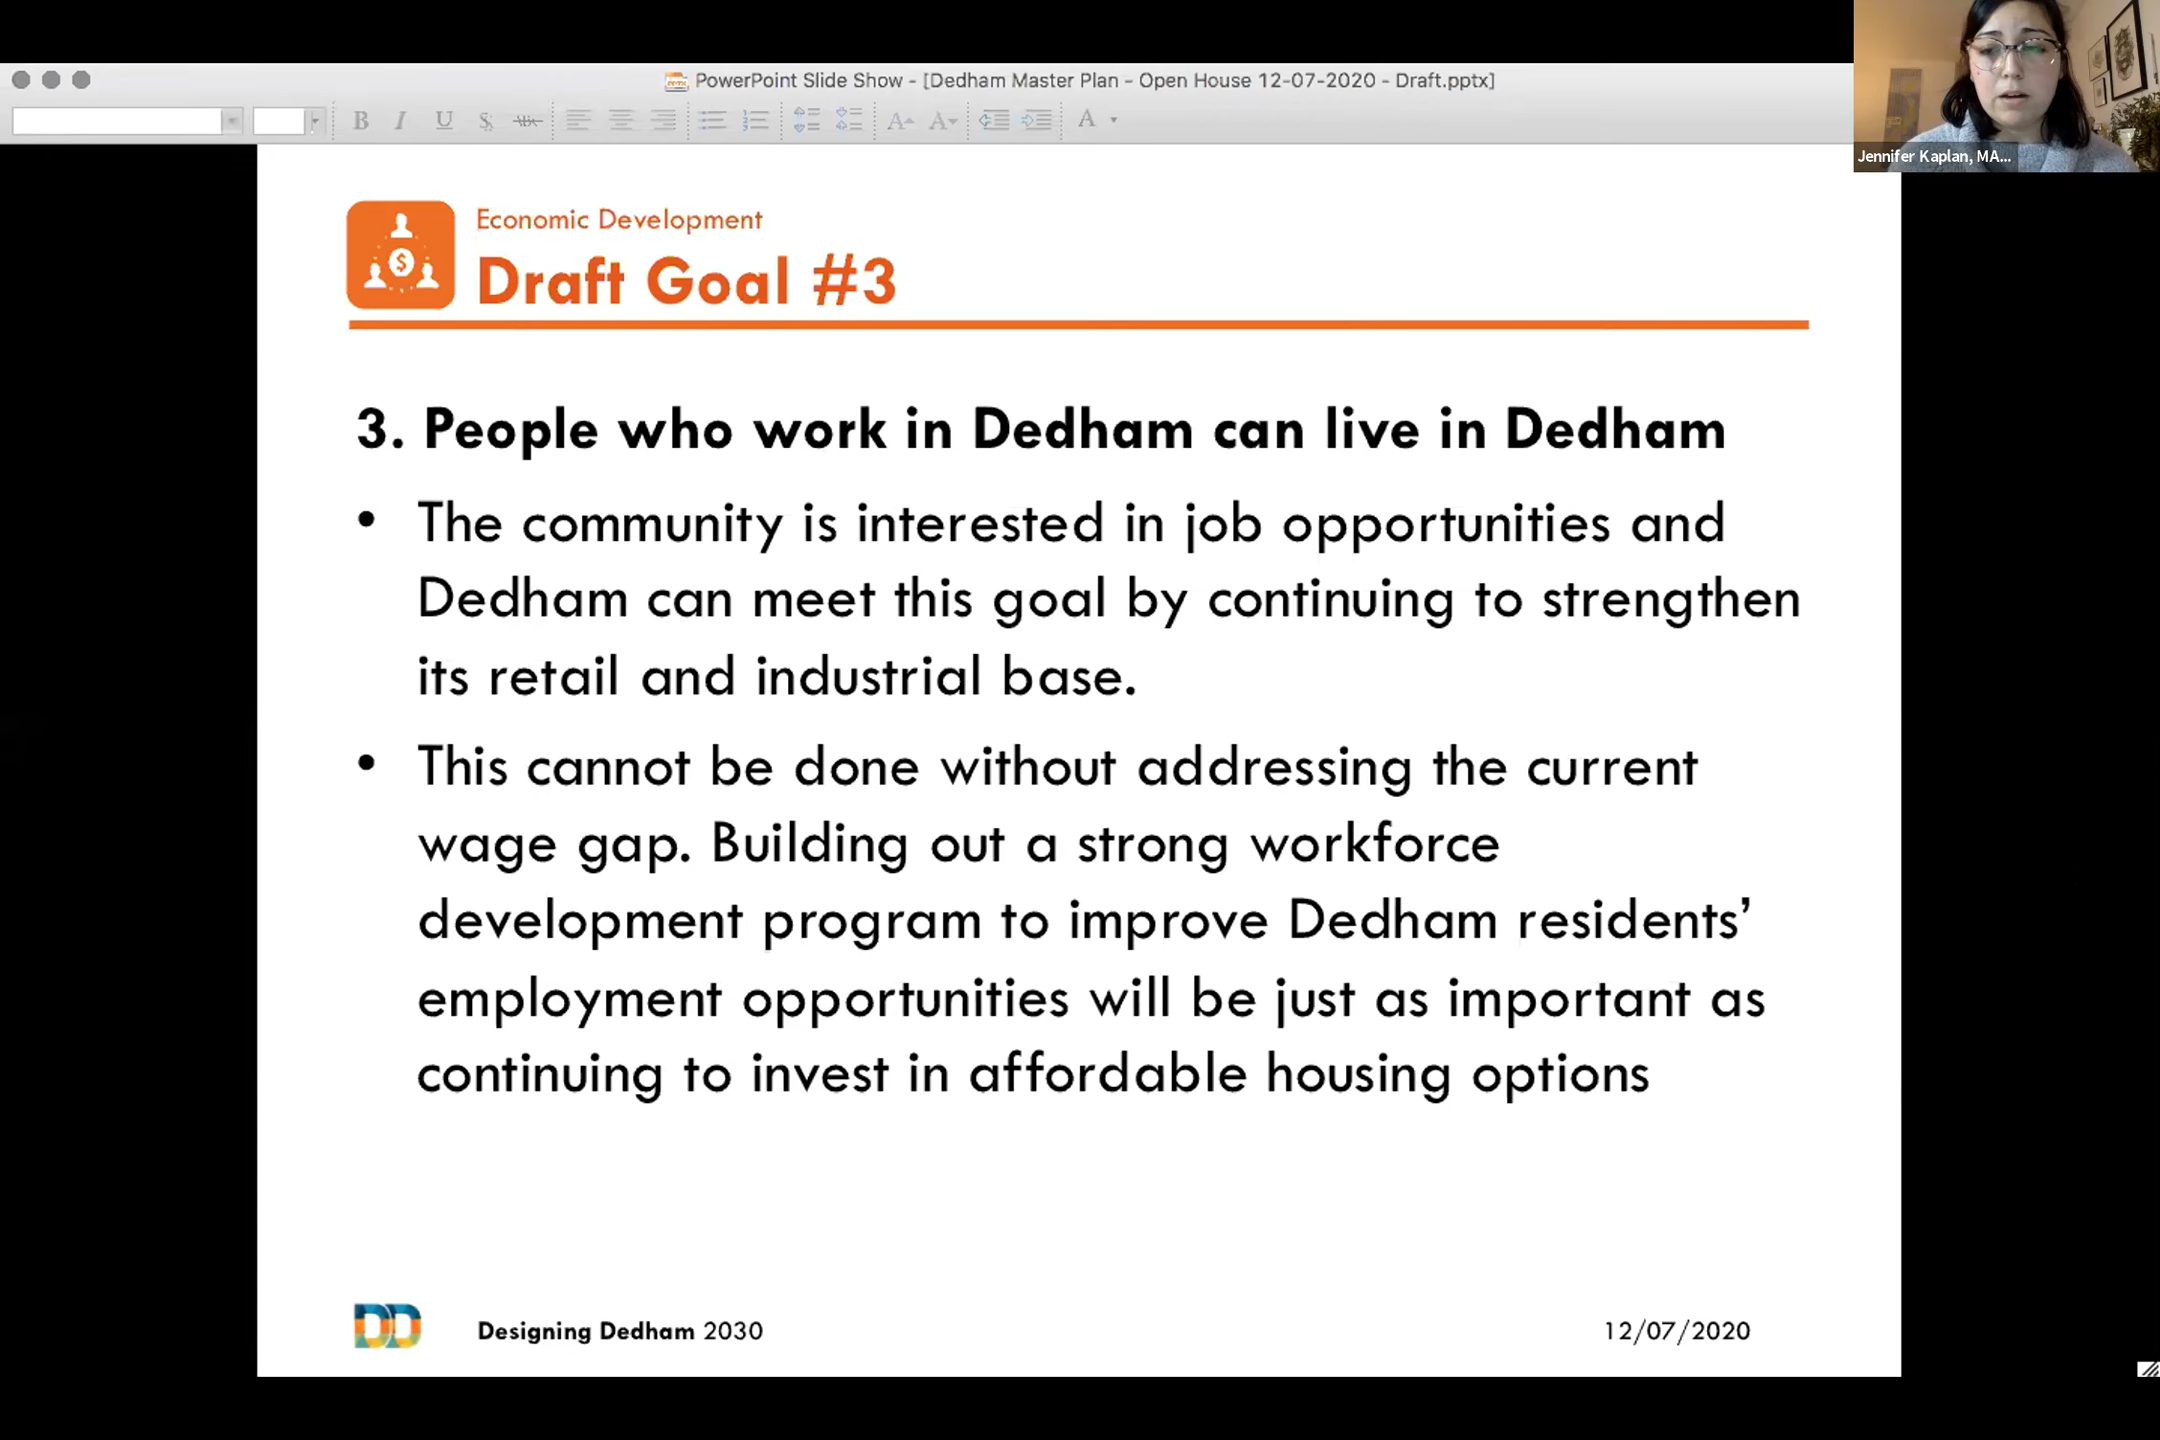 PowerPoint Slide Show - [Dedham Master Plan - Open House 12-07-2020 - Draft.pptx]
B I U S ABC A A A
Jennifer Kaplan, MA...
Economic Development
Draft Goal #3
3. People who work in Dedham can live in Dedham
• The community is interested in job opportunities and
Dedham can meet this goal by continuing to strengthen
its retail and industrial base.
• This cannot be done without addressing the current
wage gap. Building out a strong workforce
development program to improve Dedham residents’
employment opportunities will be just as important as
continuing to invest in affordable housing options
DD
Designing Dedham 2030
12/07/2020